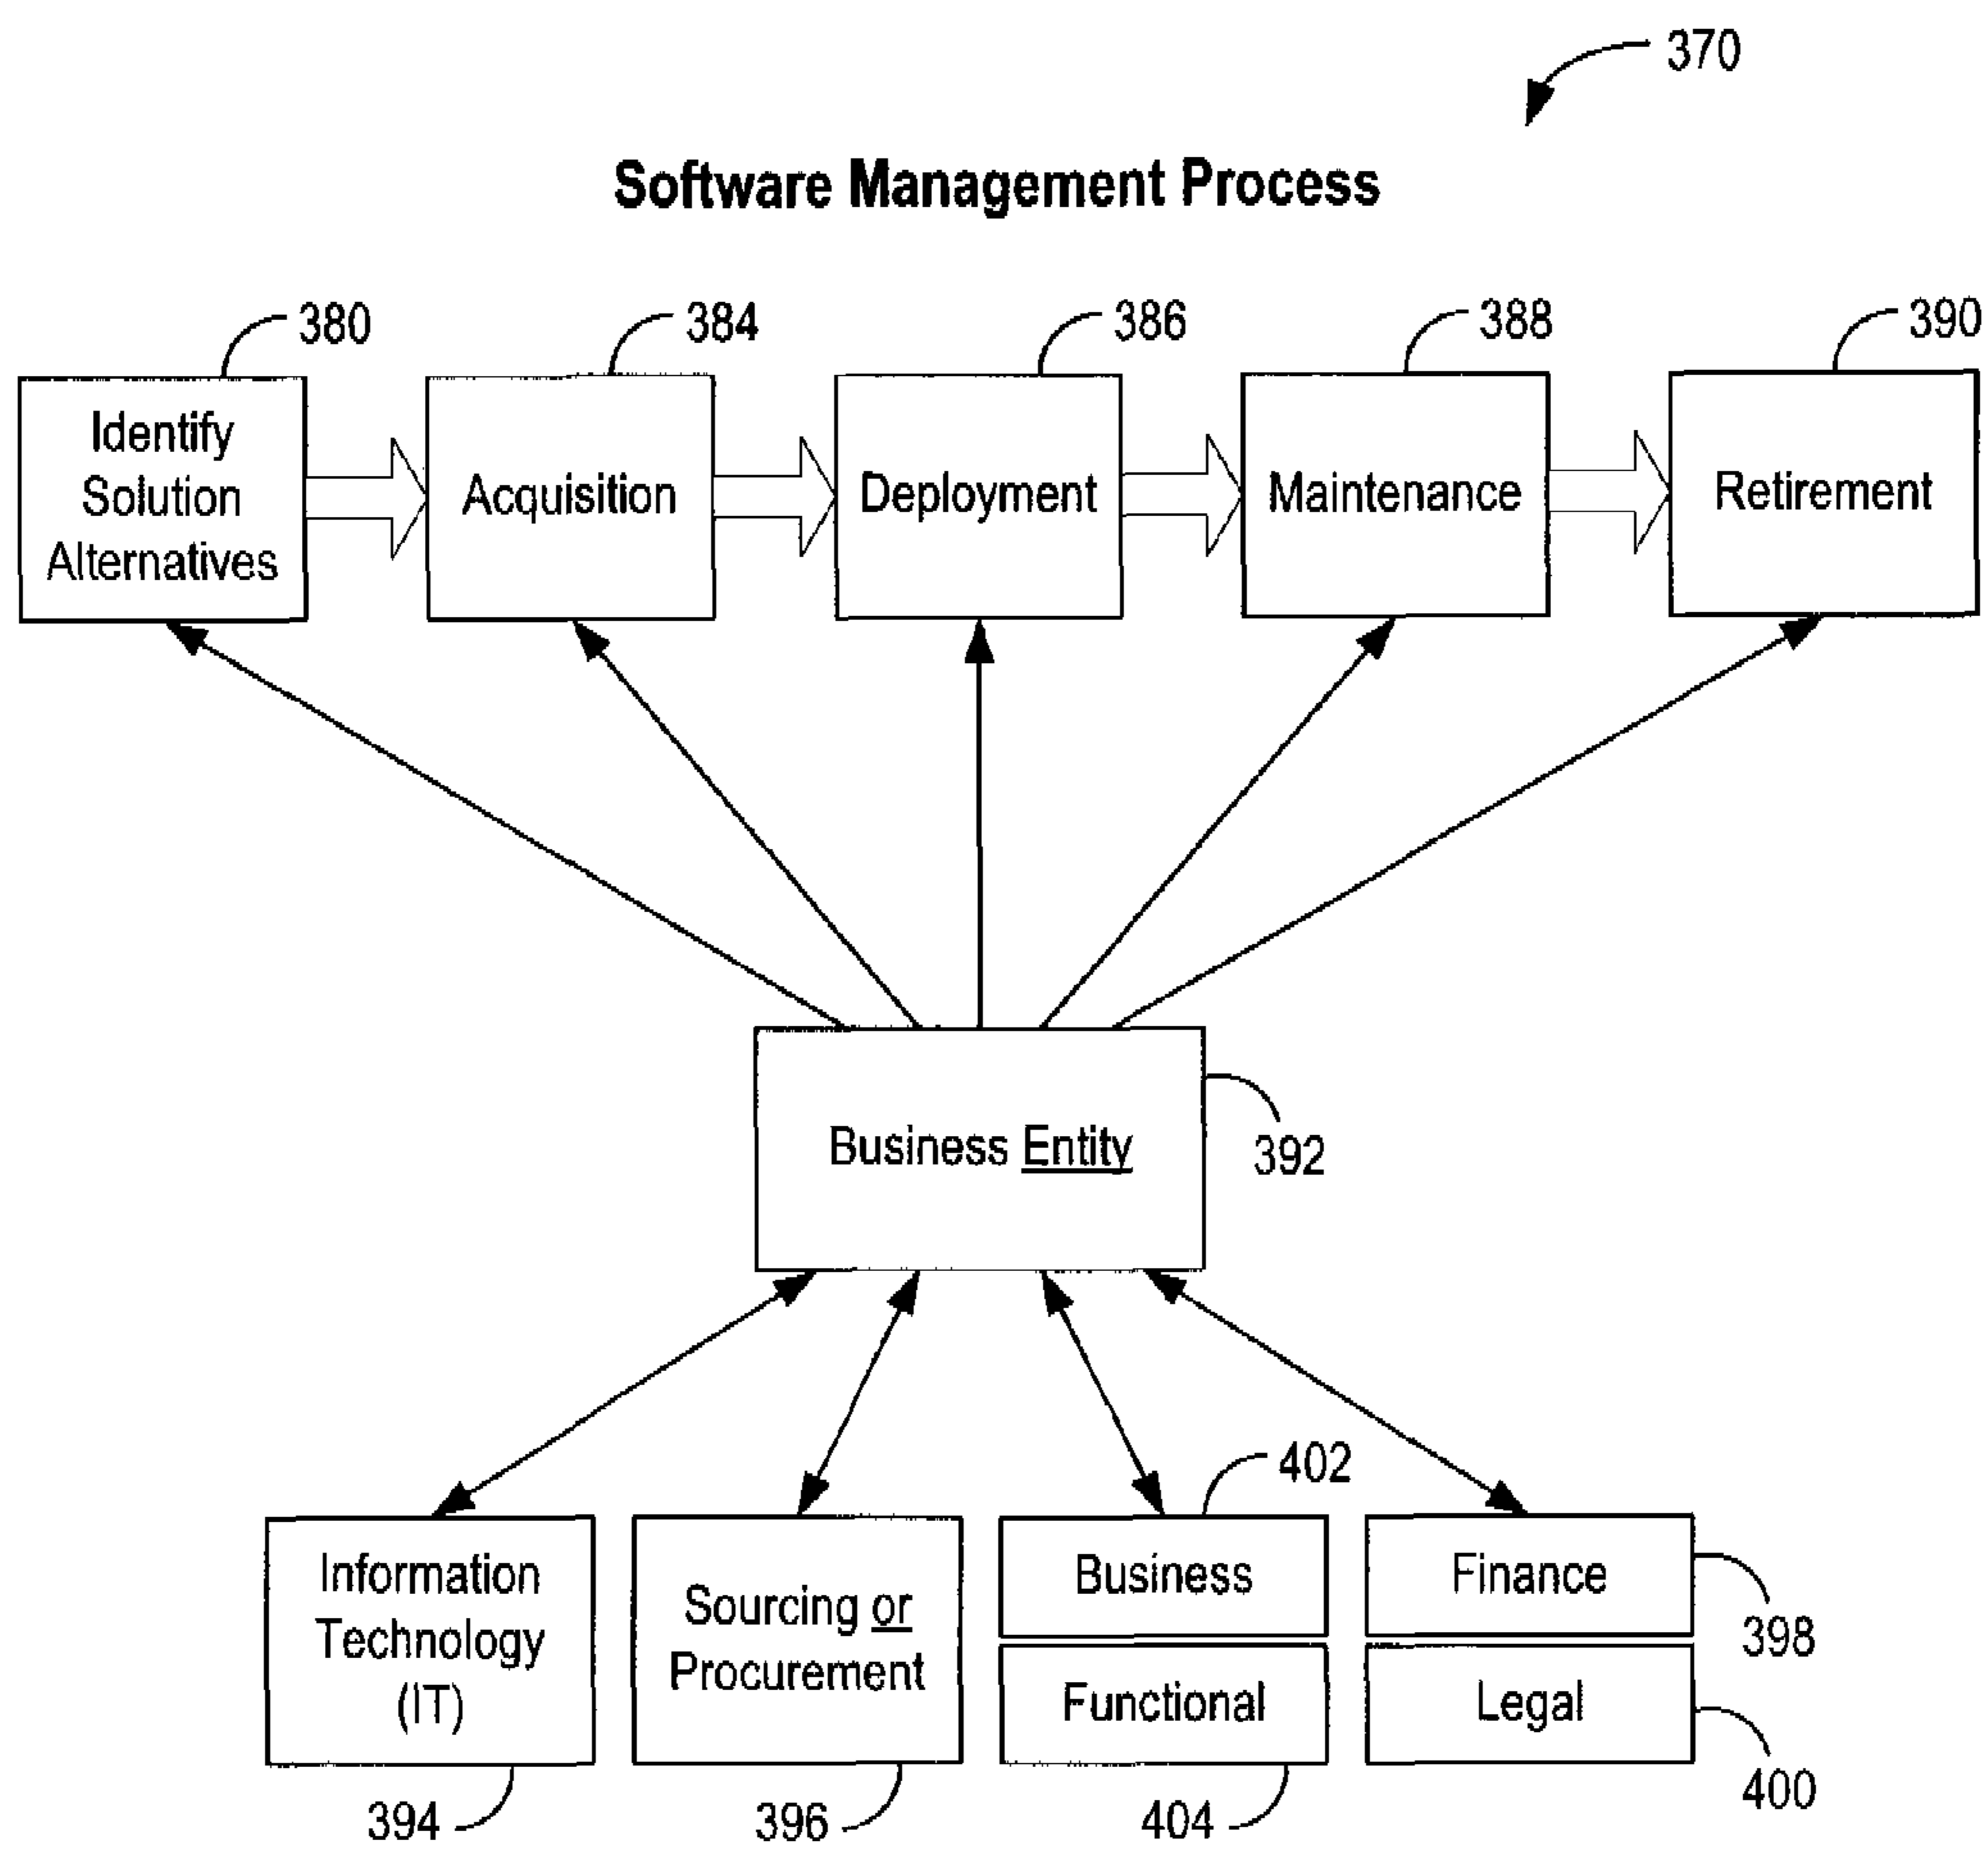 370
Software Management Process
380
384
386
388
390
Identify
Solution
Alternatives
Acquisition
Deployment
Maintenance
Retirement
Business Entity
392
402
Information
Technology
(IT)
Sourcing or
Procurement
Business
Functional
Finance
Legal
398
400
394
396
404